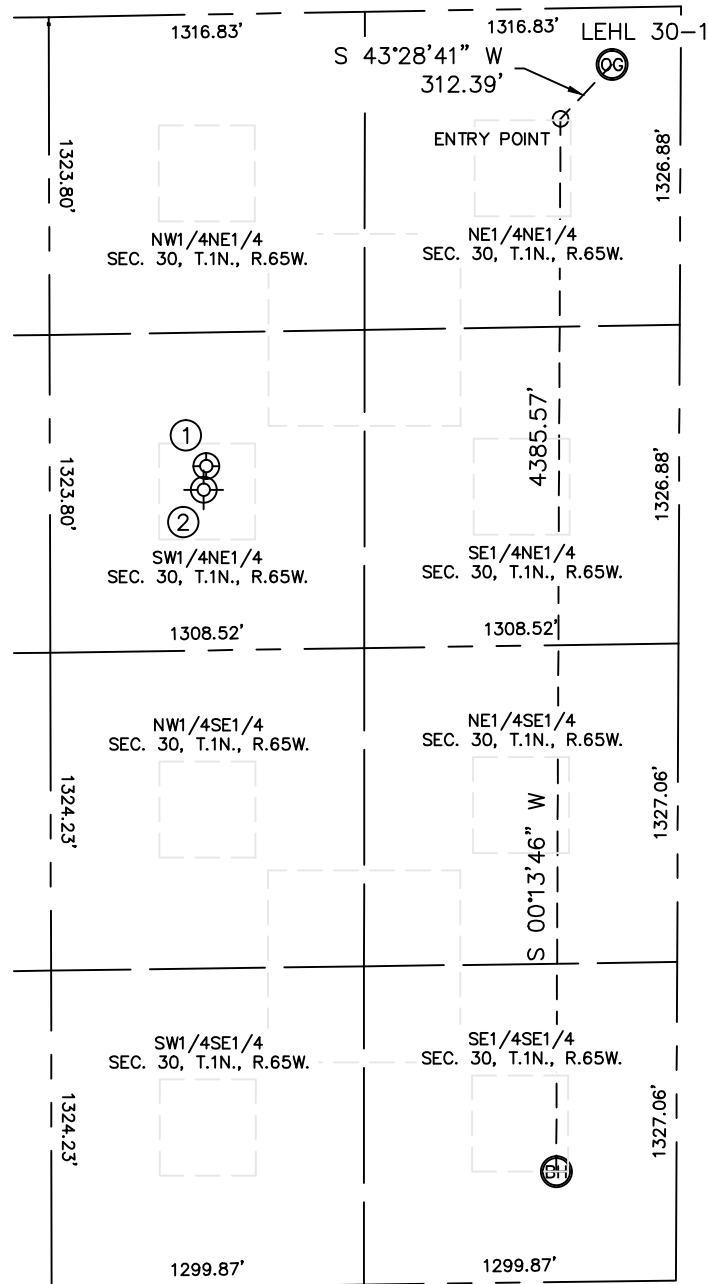 1316.83'
1316.83'
LEHL 30-1
S 43°28'41" W
312.39'
OG
ENTRY POINT
1323.80'
1326.88'
NW1/4NE1/4
SEC. 30, T.1N., R.65W.
NE1/4NE1/4
SEC. 30, T.1N., R.65W.
4385.57'
1
2
1323.80'
1326.88'
SW1/4NE1/4
SEC. 30, T.1N., R.65W.
SE1/4NE1/4
SEC. 30, T.1N., R.65W.
1308.52'
1308.52'
NW1/4SE1/4
SEC. 30, T.1N., R.65W.
NE1/4SE1/4
SEC. 30, T.1N., R.65W.
1324.23'
S 00°13'46" W
1327.06'
SW1/4SE1/4
SEC. 30, T.1N., R.65W.
SE1/4SE1/4
SEC. 30, T.1N., R.65W.
1324.23'
1327.06'
BH
1299.87'
1299.87'